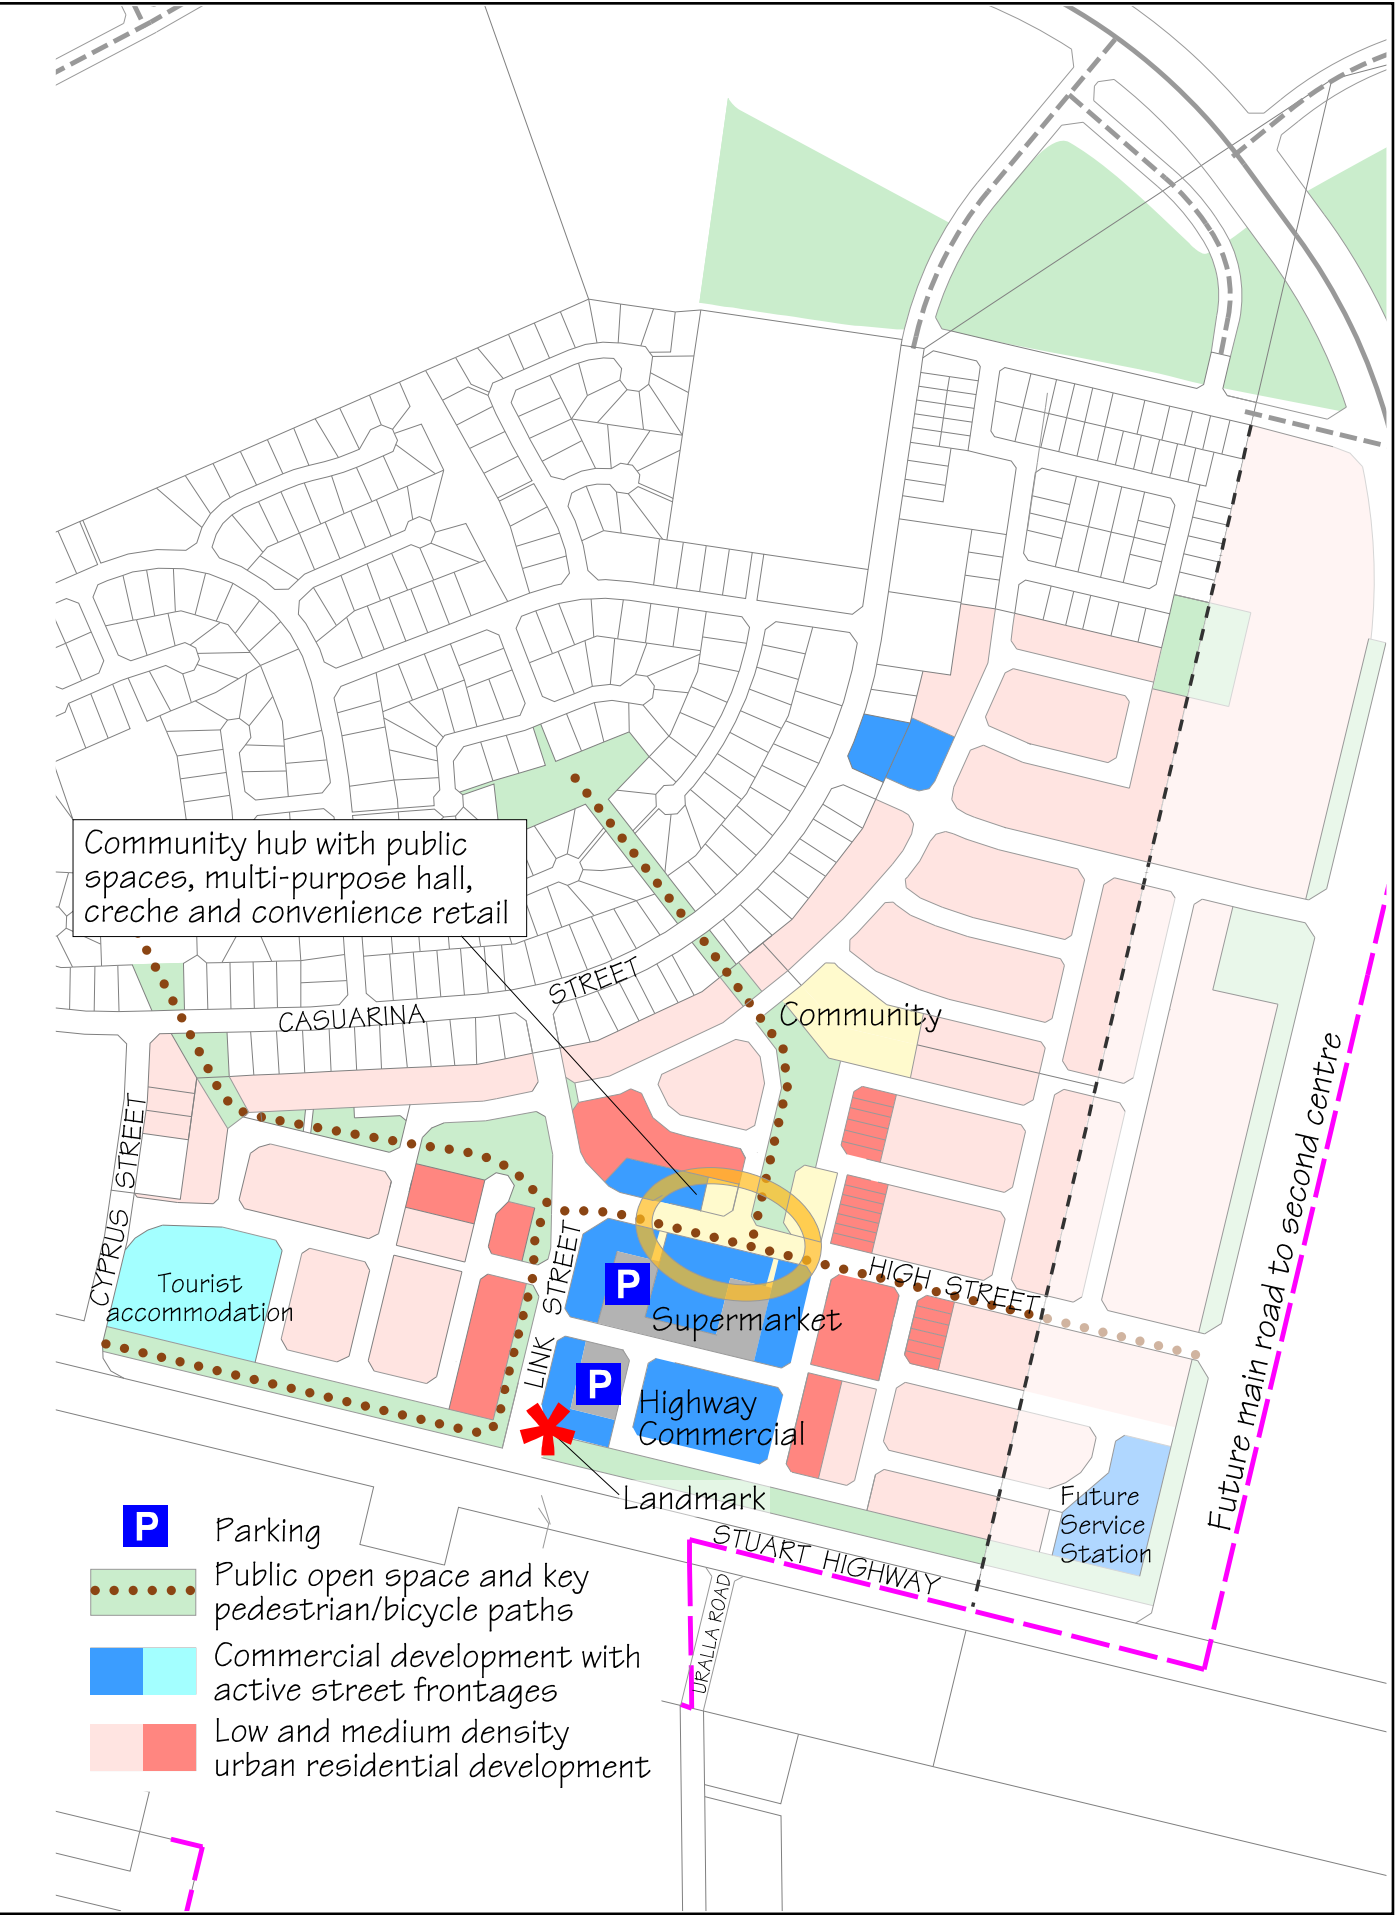 Community hub with public
spaces, multi-purpose hall,
creche and convenience retail
STREET
CASUARINA
Community
CYPRUS STREET
Tourist
accommodation
LINK STREET
P
Supermarket
HIGH STREET
P
Highway
Commercial
Landmark
Future
Service
Station
Future main road to second centre
STUART HIGHWAY
URALLA ROAD
P
Parking
Public open space and key
pedestrian/bicycle paths
Commercial development with
active street frontages
Low and medium density
urban residential development